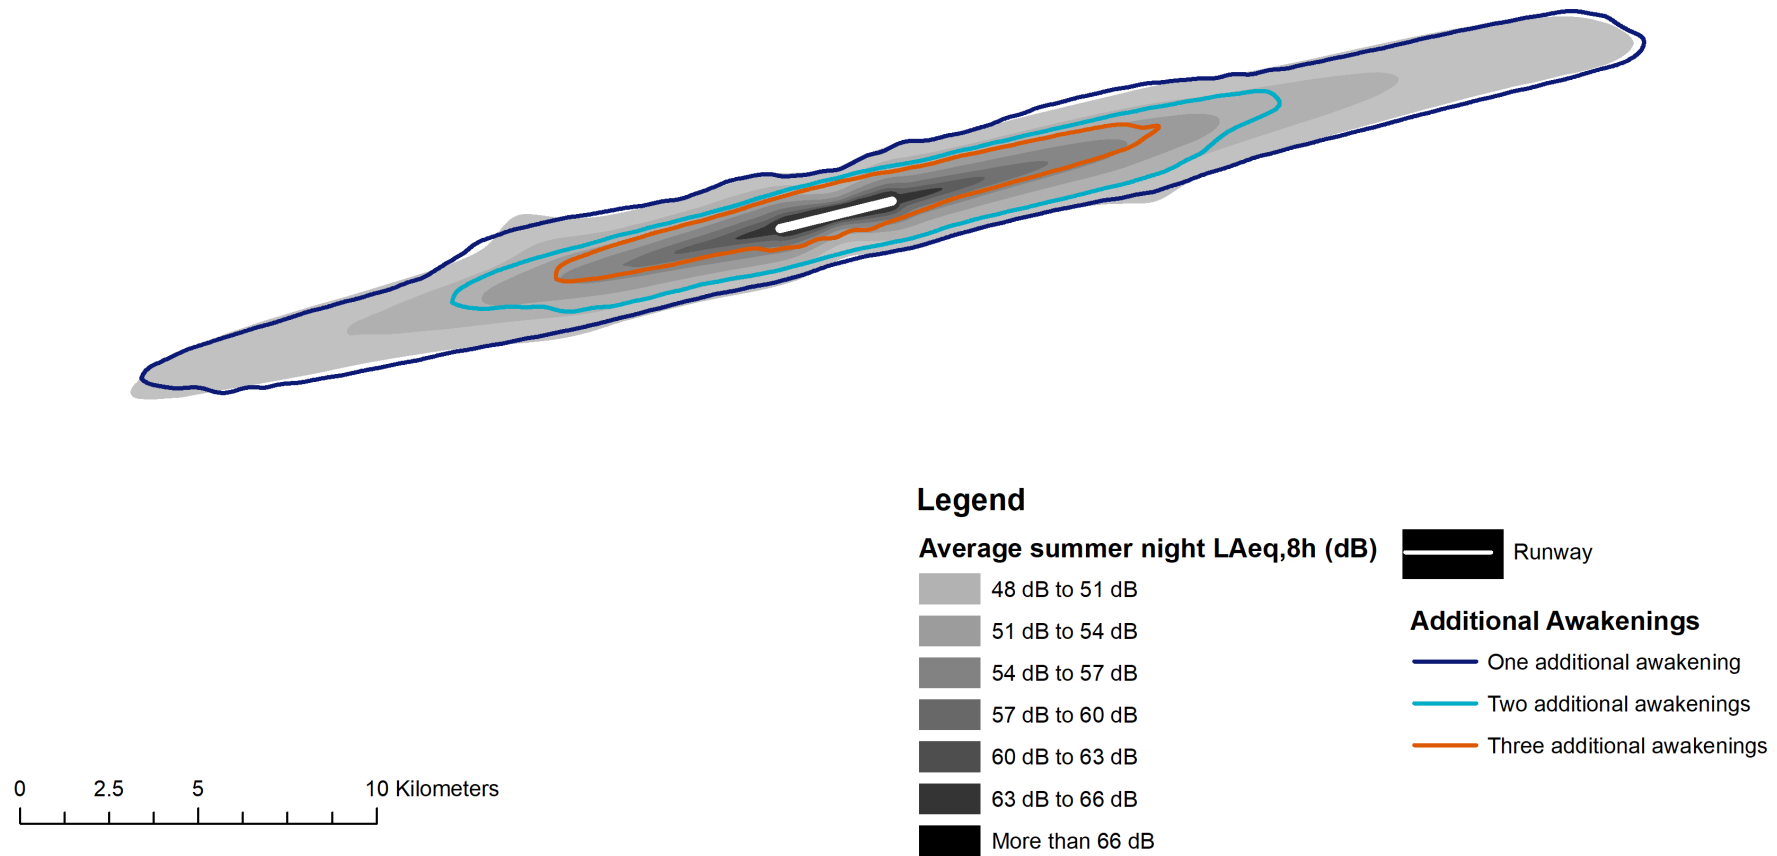 Legend
Average summer night LAeq,8h (dB)
48 dB to 51 dB
51 dB to 54 dB
54 dB to 57 dB
57 dB to 60 dB
60 dB to 63 dB
63 dB to 66 dB
More than 66 dB
Runway
Additional Awakenings
One additional awakening
Two additional awakenings
Three additional awakenings
0 2.5 5 10 Kilometers